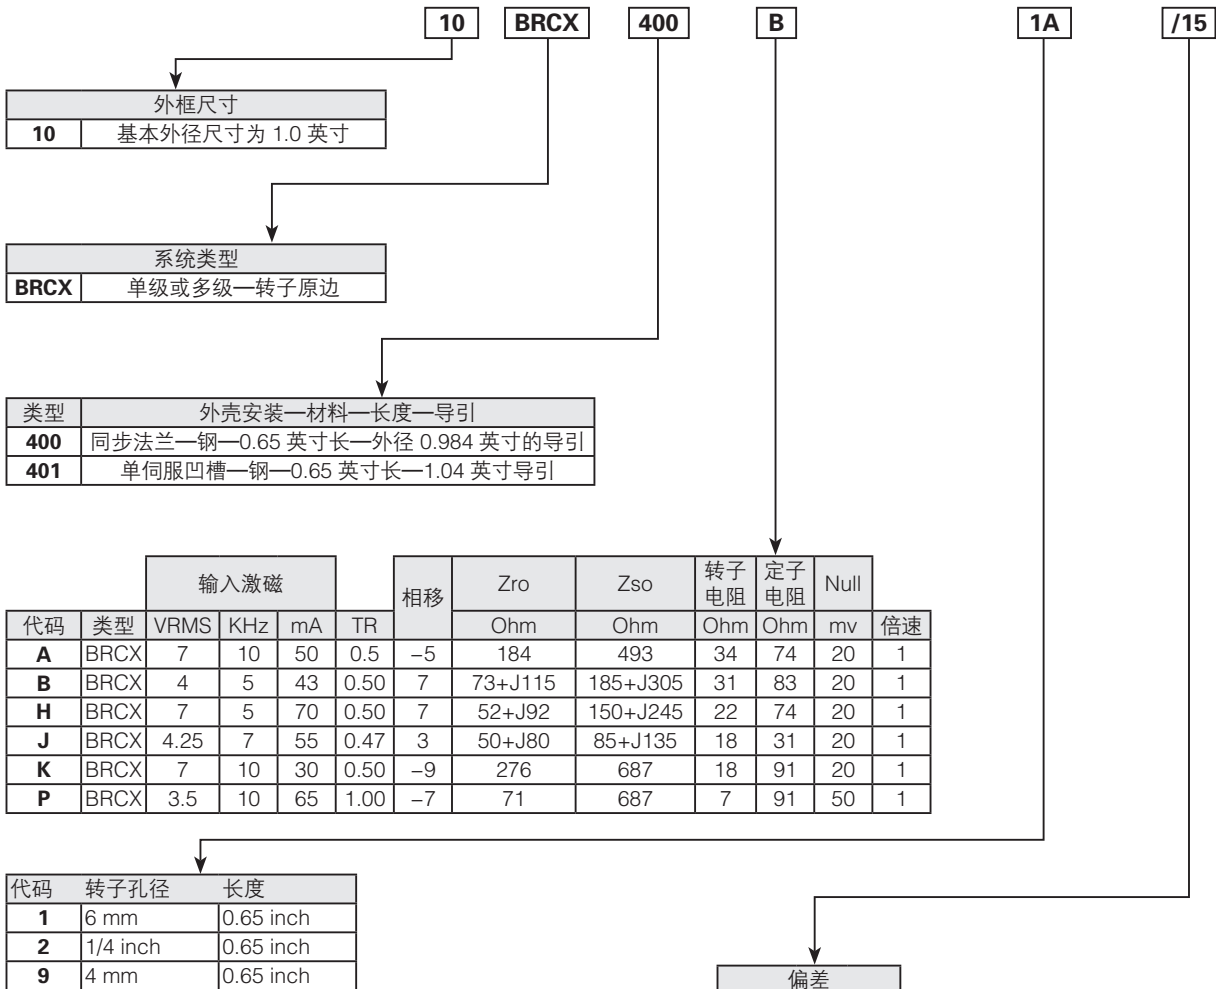 10 BRCX 400 B 1A /15
外框尺寸
10 基本外径尺寸为 1.0 英寸
系统类型
BRCX 单级或多级—转子原边
类型 外壳安装—材料—长度—导引
400 同步法兰—钢—0.65 英寸长—外径 0.984 英寸的导引
401 单伺服凹槽—钢—0.65 英寸长—1.04 英寸导引
输入激磁 相移 Zro Zso 转子电阻 定子电阻 Null
代码 类型 VRMS KHz mA TR Ohm Ohm Ohm Ohm mv 倍速
A BRCX 7 10 50 0.5 –5 184 493 34 74 20 1
B BRCX 4 5 43 0.50 7 73+J115 185+J305 31 83 20 1
H BRCX 7 5 70 0.50 7 52+J92 150+J245 22 74 20 1
J BRCX 4.25 7 55 0.47 3 50+J80 85+J135 18 31 20 1
K BRCX 7 10 30 0.50 –9 276 687 18 91 20 1
P BRCX 3.5 10 65 1.00 –7 71 687 7 91 50 1
代码 转子孔径 长度
1 6 mm 0.65 inch
2 1/4 inch 0.65 inch
9 4 mm 0.65 inch
偏差